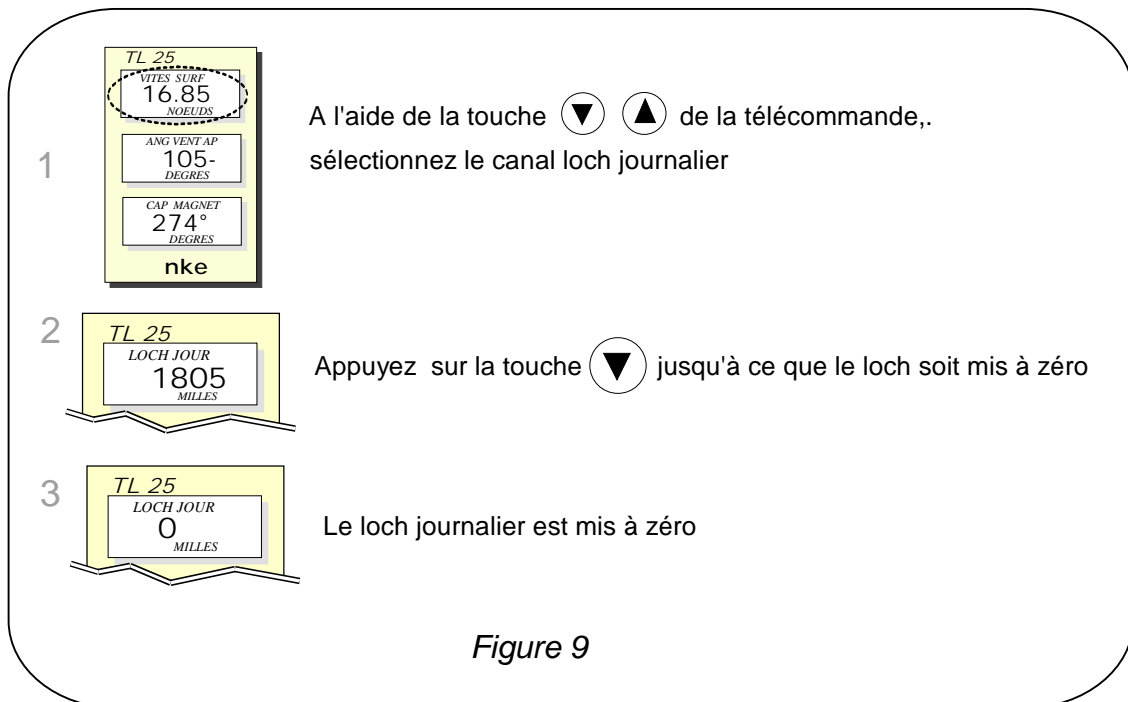 TL 25
VITES SURF
16.85
NOEUDS
ANG VENT AP
105-
DEGRES
CAP MAGNET
274°
DEGRES
nke
1
A l'aide de la touche ▼ ▲ de la télécommande,.
sélectionnez le canal loch journalier
2
TL 25
LOCH JOUR
1805
MILLES
Appuyez sur la touche ▼ jusqu'à ce que le loch soit mis à zéro
3
TL 25
LOCH JOUR
0
MILLES
Le loch journalier est mis à zéro
Figure 9